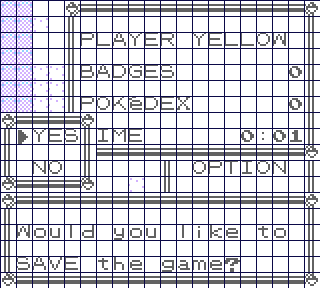 PLAYER YELLOW
BADGES 0
POKéDEX 0
YES IME 0:01
NO OPTION
Would you like to
SAVE the game?